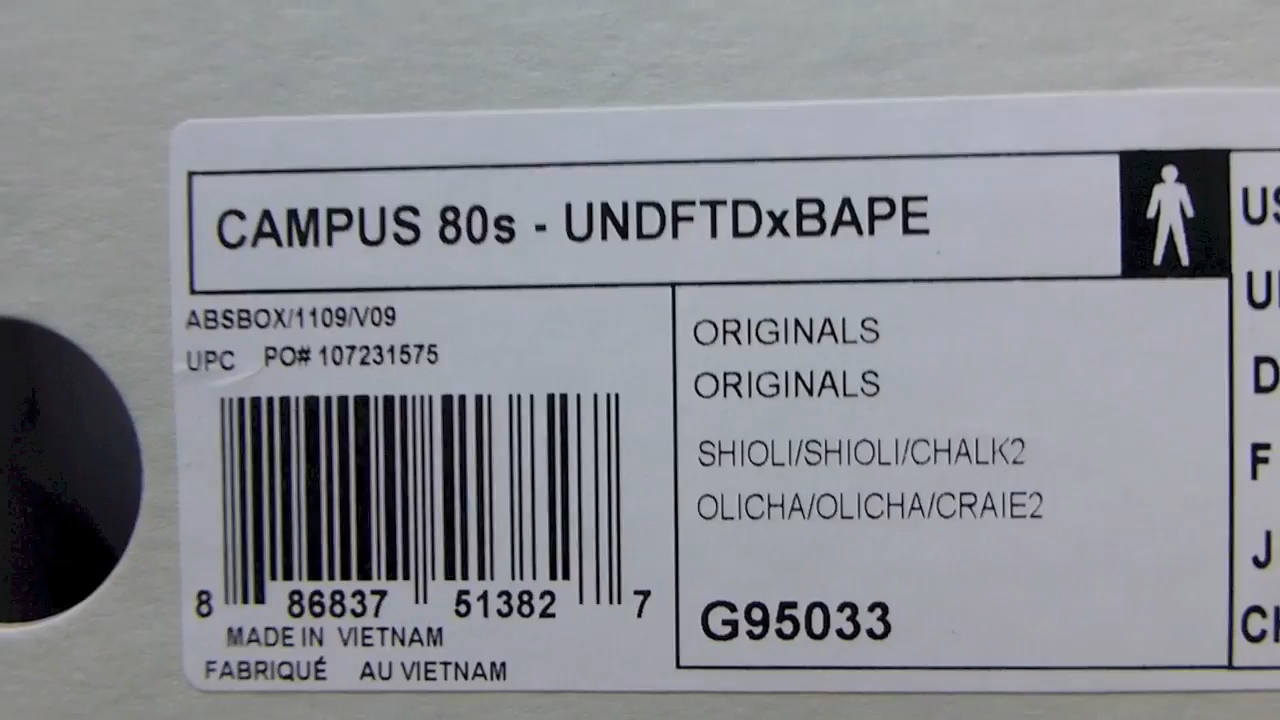 CAMPUS 80s - UNDFTDxBAPE
ABSBOX/1109/V09
UPC PO# 107231575
8 86837 51382 7
MADE IN VIETNAM
FABRIQUÉ AU VIETNAM
ORIGINALS
ORIGINALS
SHIOLI/SHIOLI/CHALK2
OLICHA/OLICHA/CRAIE2
G95033
US
D
F
J